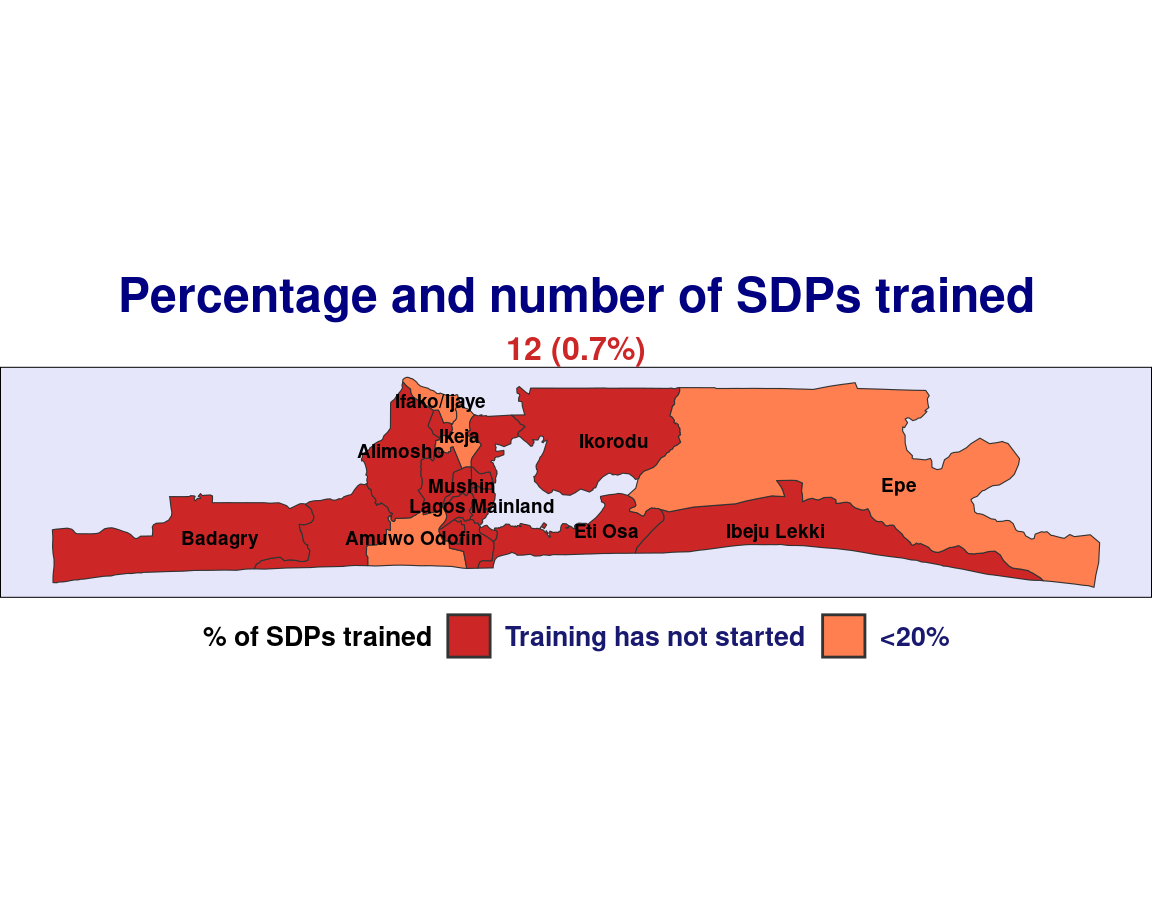 Percentage and number of SDPs trained
12 (0.7%)
Ifako/Ijaye
Ikeja
Alimosho
Ikorodu
Mushin
Epe
Lagos Mainland
Badagry
Amuwo Odofin
Eti Osa
Ibeju Lekki
% of SDPs trained
Training has not started
<20%